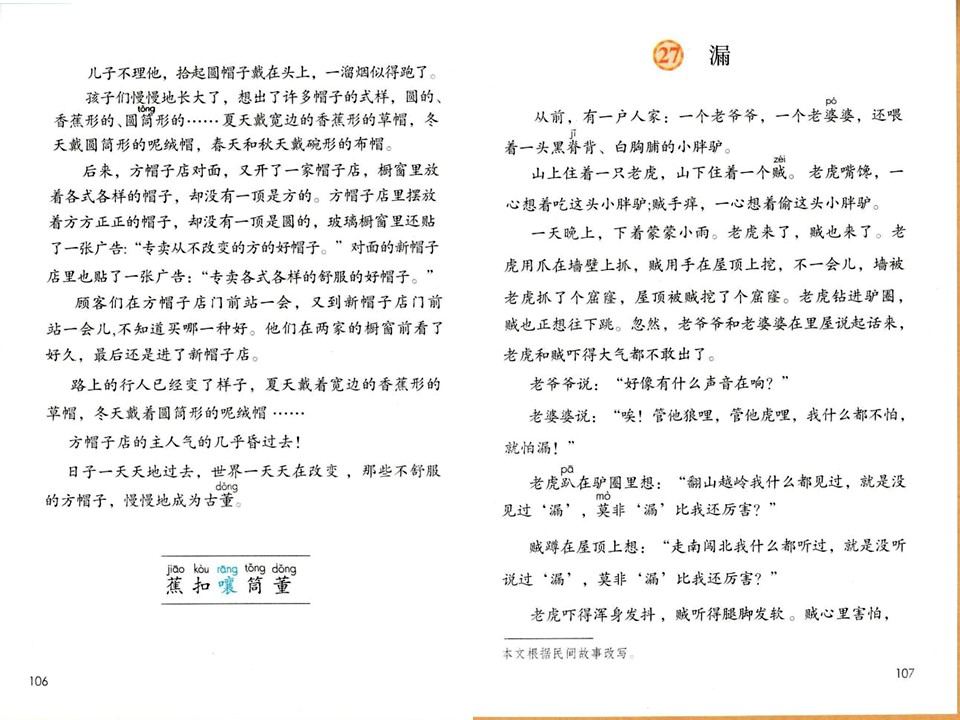 儿子不理他，拾起圆帽子戴在头上，一溜烟似得跑了。
孩子们慢慢地长大了，想出了许多帽子的式样，圆的、
tǒng
香蕉形的、圆筒形的……夏天戴宽边的香蕉形的草帽，冬
天戴圆筒形的呢绒帽，春天和秋天戴碗形的布帽。
后来，方帽子店对面，又开了一家帽子店，橱窗里放
着各式各样的帽子，却没有一顶是方的。方帽子店里摆放
着方方正正的帽子，却没有一顶是圆的，玻璃橱窗里还贴
了一张广告：“专卖从不改变的方的好帽子。”对面的新帽子
店里也贴了一张广告：“专卖各式各样的舒服的好帽子。”
顾客们在方帽子店门前站一会，又到新帽子店门前
站一会儿,不知道买哪一种好。他们在两家的橱窗前看了
好久，最后还是进了新帽子店。
路上的行人已经变了样子，夏天戴着宽边的香蕉形的
草帽，冬天戴着圆筒形的呢绒帽……
方帽子店的主人气的几乎昏过去！
日子一天天地过去，世界一天天在改变，那些不舒服
dǒng
的方帽子，慢慢地成为古董。
jiāo kòu rāng tǒng dǒng
蕉 扣 嚷 筒 董
106
27 漏
pó
从前，有一户人家：一个老爷爷，一个老婆婆，还喂
jǐ
着一头黑脊背、白胸脯的小胖驴。
zéi
山上住着一只老虎，山下住着一个贼。老虎嘴馋，一
心想着吃这头小胖驴;贼手痒，一心想着偷这头小胖驴。
一天晚上，下着蒙蒙小雨。老虎来了，贼也来了。老
虎用爪在墙壁上抓，贼用手在屋顶上挖，不一会儿，墙被
老虎抓了个窟窿，屋顶被贼挖了个窟窿。老虎钻进驴圈，
贼也正想往下跳。忽然，老爷爷和老婆婆在里屋说起话来，
老虎和贼吓得大气都不敢出了。
老爷爷说：“好像有什么声音在响？”
老婆婆说：“唉！管他狼哩，管他虎哩，我什么都不怕，
就怕漏！”
pā
老虎趴在驴圈里想：“翻山越岭我什么都见过，就是没
mò
见过‘漏’，莫非‘漏’比我还厉害？”
贼蹲在屋顶上想：“走南闯北我什么都听过，就是没听
说过‘漏’，莫非‘漏’比我还厉害？”
老虎吓得浑身发抖，贼听得腿脚发软。贼心里害怕，
本文根据民间故事改写。
107